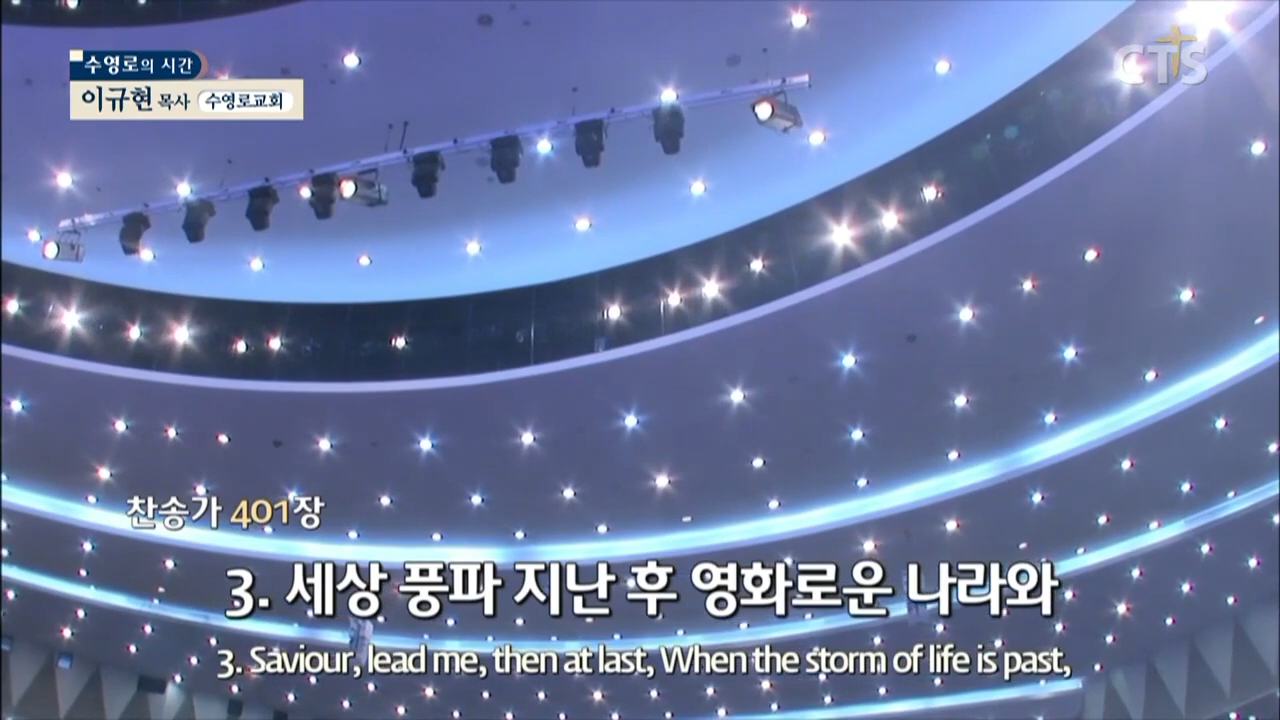 수영로의 시간
이규현 목사 수영로교회
CTS
찬송가 401장
3. 세상 풍파 지난 후 영화로운 나라와
3. Saviour, lead me, then at last, When the storm of life is past,